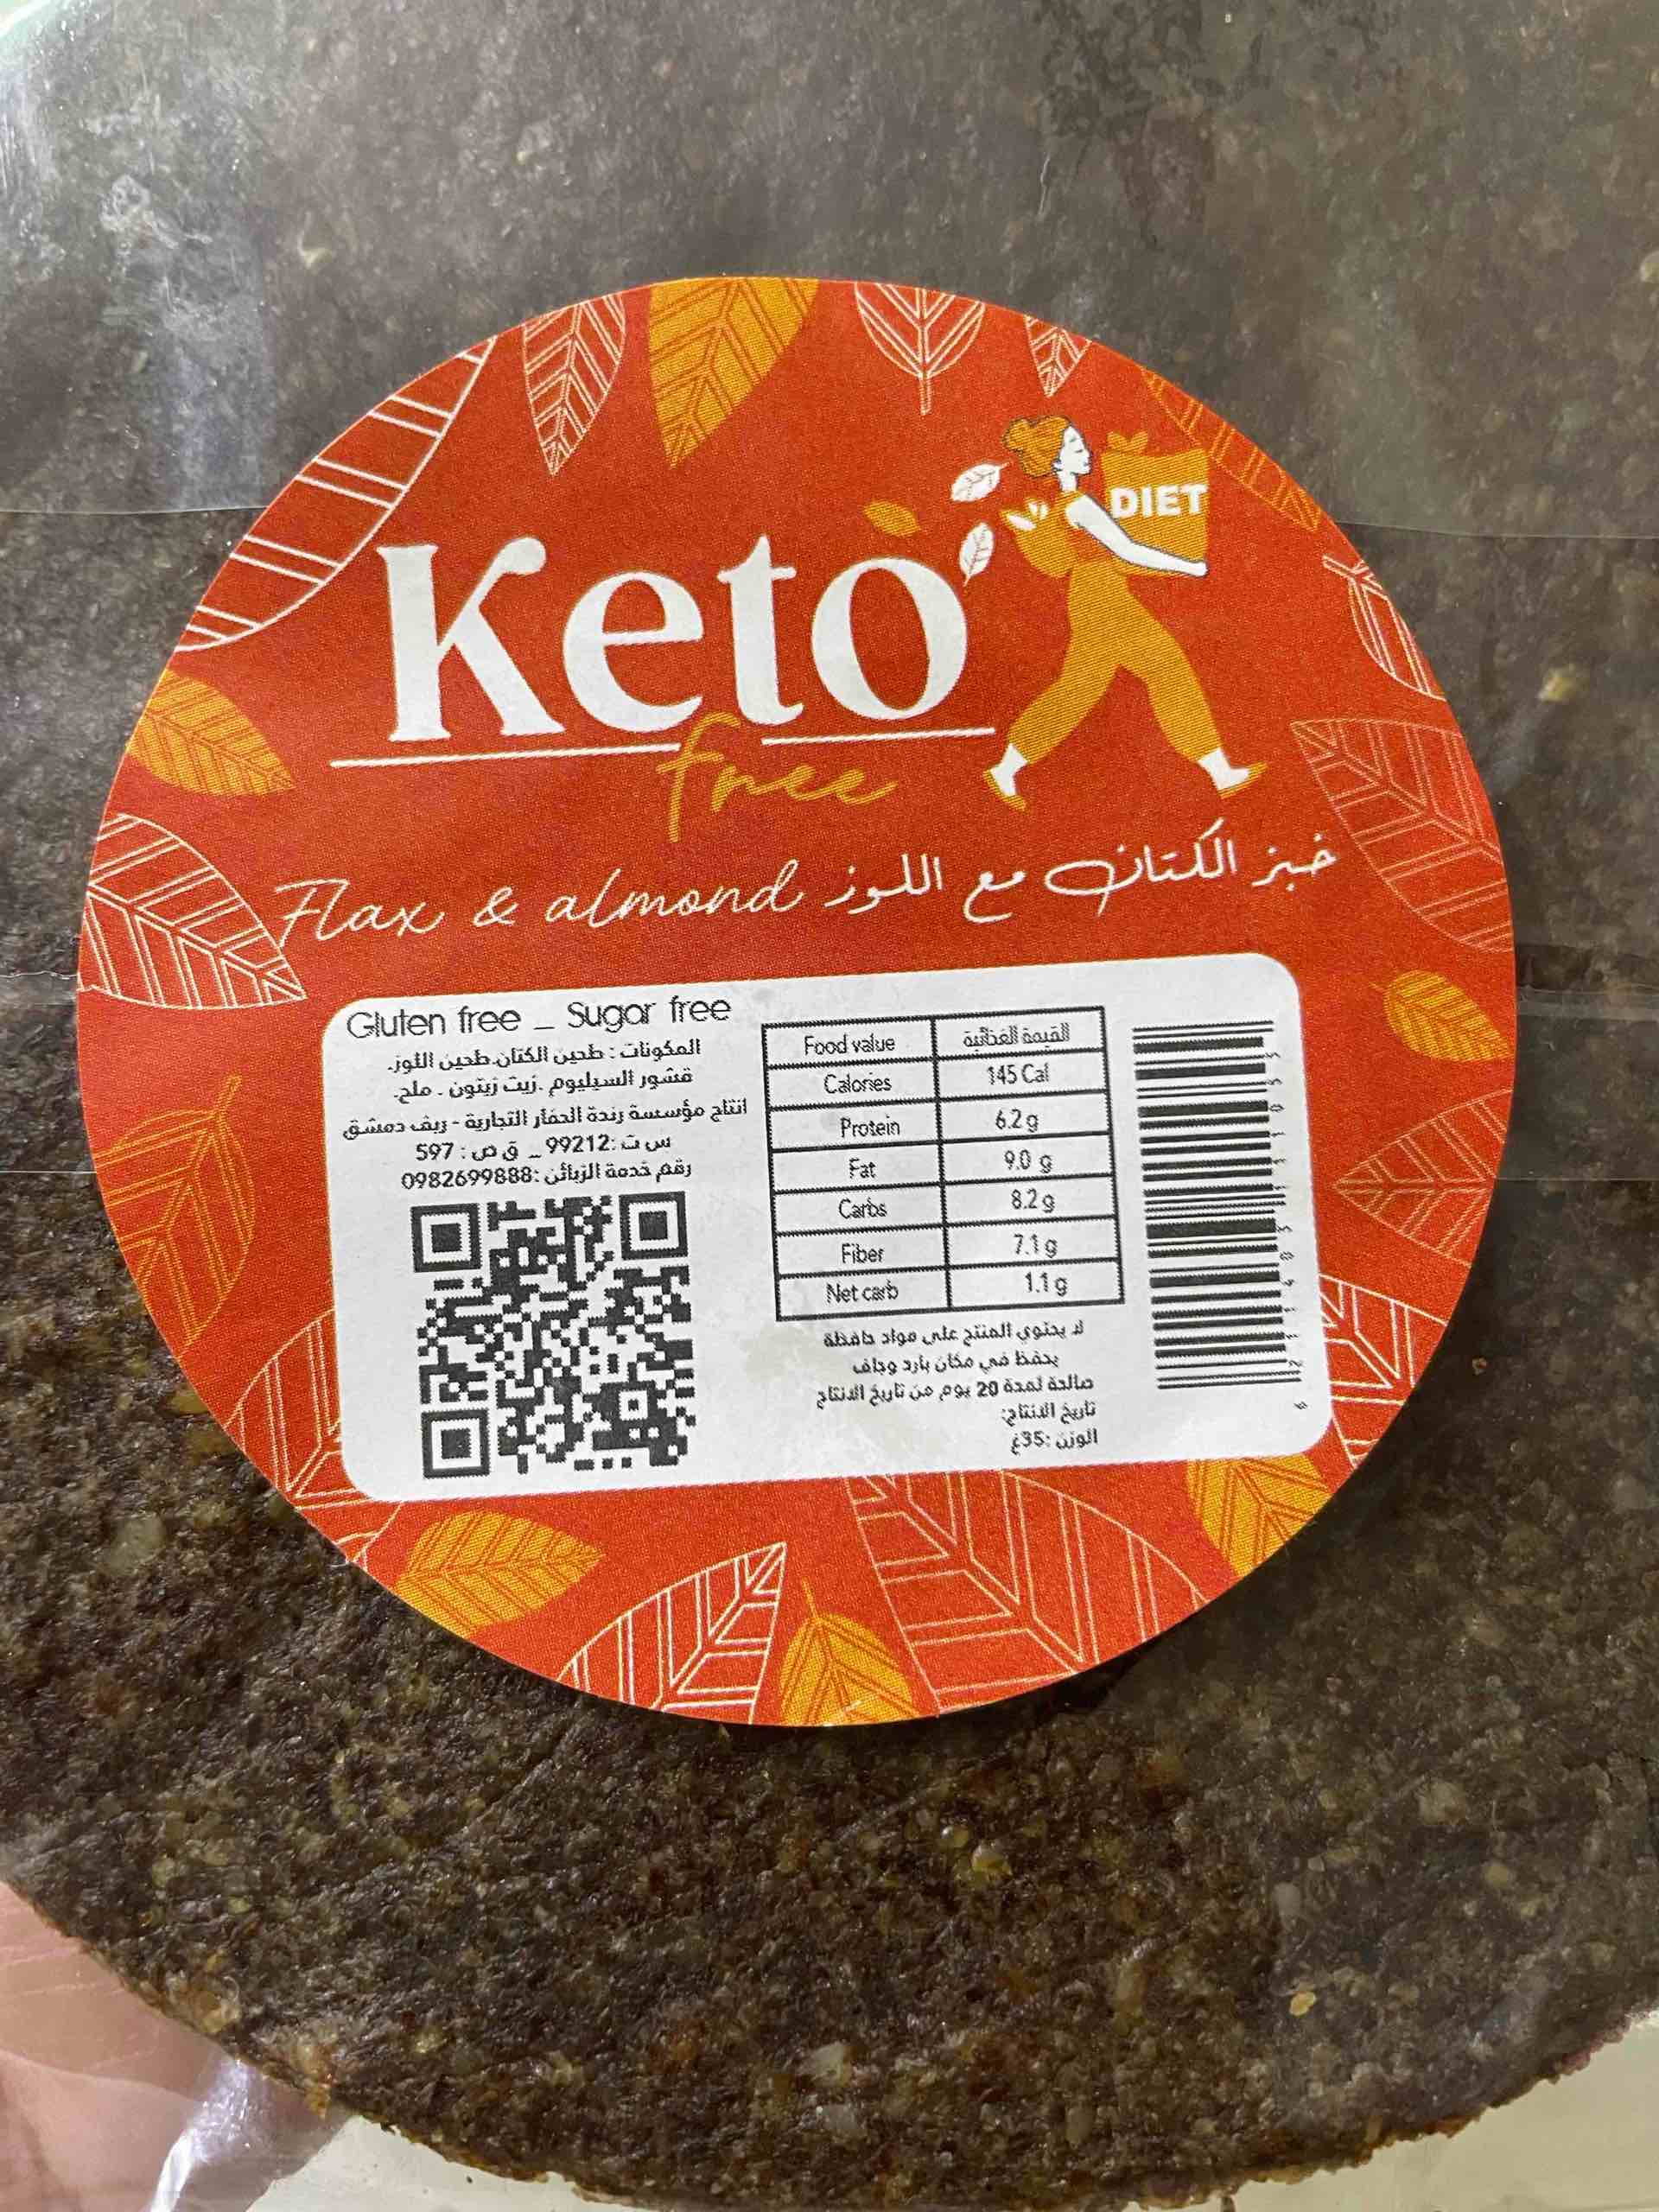 DIET
Keto
free
Flax & almond خبز الكتان مع اللوز
Gluten free _ Sugar free
المكونات : طحين الكتان.طحين اللوز.
قشور السيليوم .زيت زيتون . ملح.
انتاج مؤسسة رندة الحفار التجارية - ريف دمشق
س ت :99212 _ ق ص : 597
رقم خدمة الزبائن :0982699888
Food value القيمة الغذائية
Calories 145 Cal
Protein 6.2 g
Fat 9.0 g
Carbs 8.2 g
Fiber 7.1 g
Net carb 1.1 g
لا يحتوي المنتج على مواد حافظة
يحفظ في مكان بارد وجاف
صالحة لمدة 20 يوم من تاريخ الانتاج
تاريخ الانتاج:
الوزن :35غ